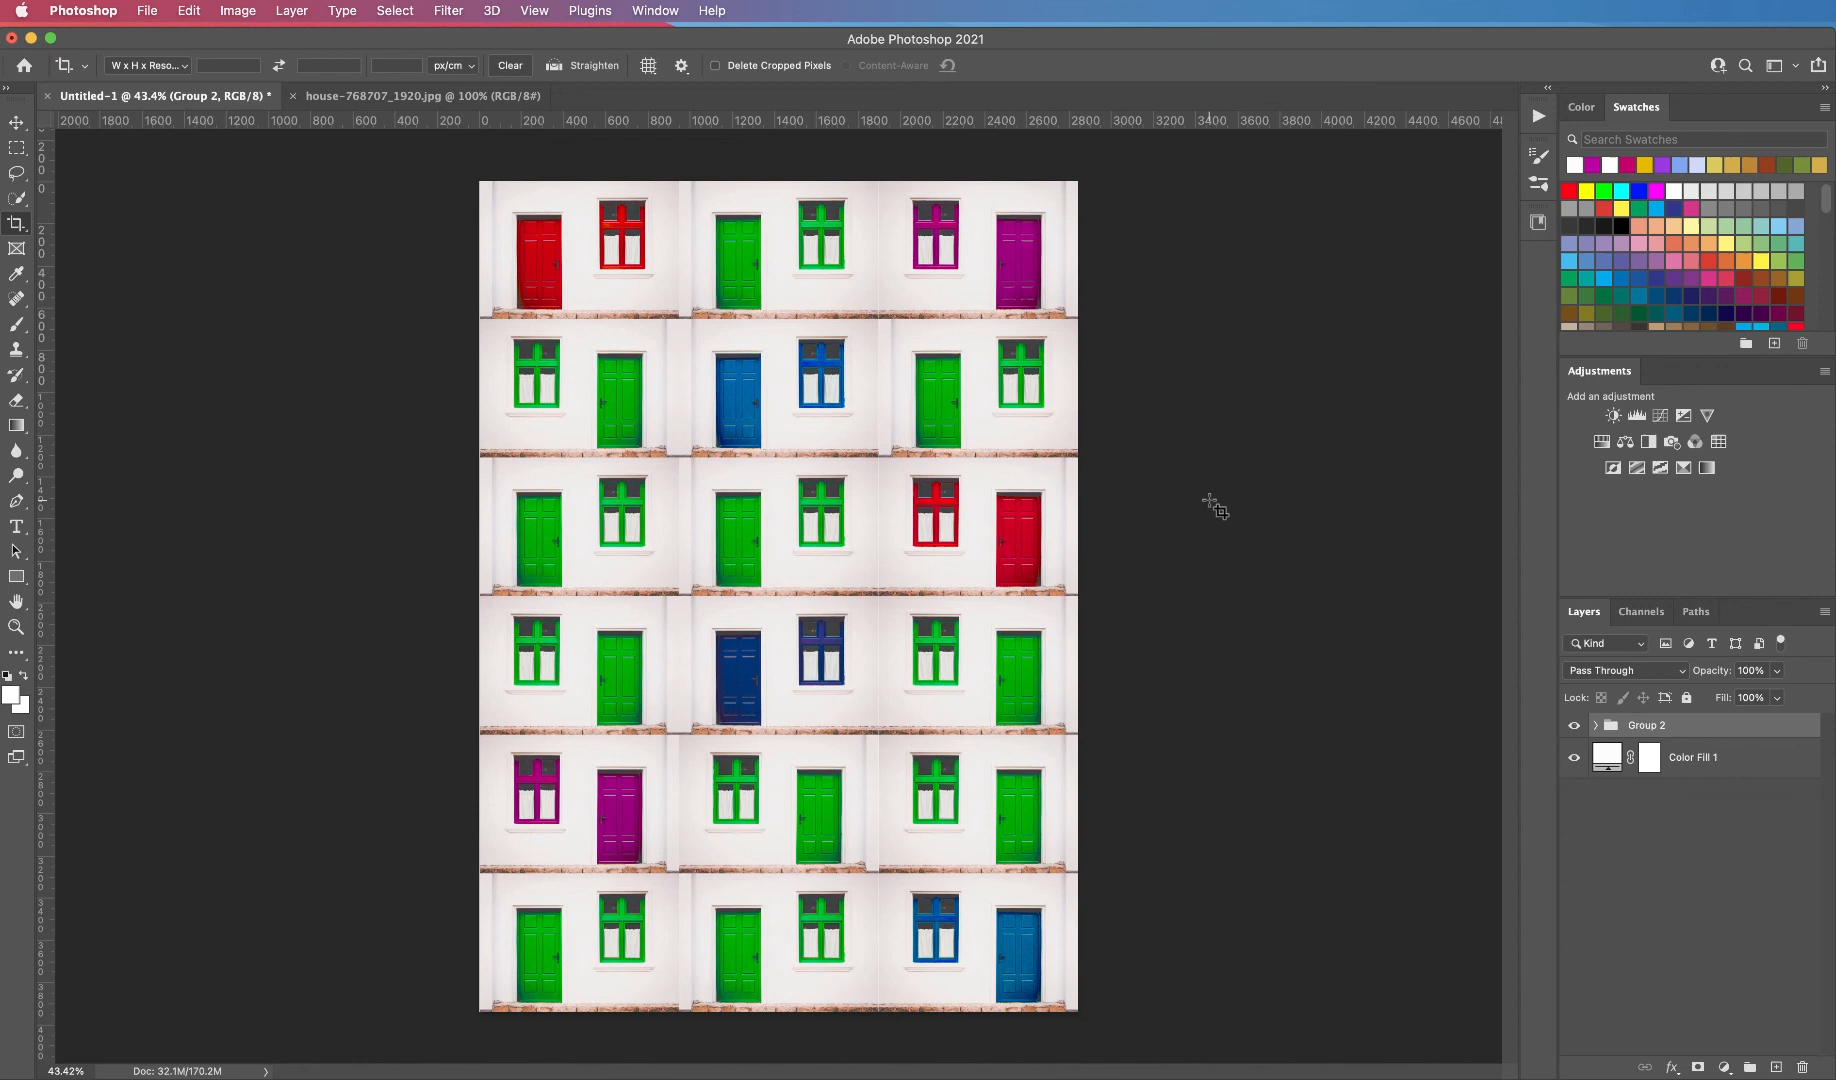 Photoshop File Edit Image Layer Type Select Filter 3D View Plugins Window Help
Adobe Photoshop 2021
W x H x Reso... px/cm Clear Straighten Delete Cropped Pixels Content-Aware
Untitled-1 @ 43.4% (Group 2, RGB/8) * house-768707_1920.jpg @ 100% (RGB/8#)
2000 1800 1600 1400 1200 1000 800 600 400 200 0 200 400 600 800 1000 1200 1400 1600 1800 2000 2200 2400 2600 2800 3000 3200 3400 3600 3800 4000 4200 4400 4600 48
Color Swatches
Search Swatches
Adjustments
Add an adjustment
Layers Channels Paths
Kind
Pass Through Opacity: 100%
Lock: Fill: 100%
Group 2
Color Fill 1
fx
43.42% Doc: 32.1M/170.2M